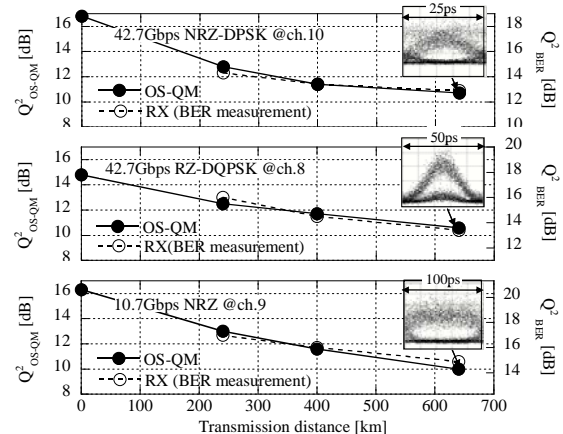 42.7Gbps NRZ-DPSK @ch.10
25ps
OS-QM
RX (BER measurement)
Q²OS-QM [dB]
16
14
12
10
8
Q²BER [dB]
18
16
14
12
10
42.7Gbps RZ-DQPSK @ch.8
50ps
OS-QM
RX(BER measurement)
Q²OS-QM [dB]
16
14
12
10
8
Q²BER [dB]
20
18
16
14
12
10.7Gbps NRZ @ch.9
100ps
OS-QM
RX (BER measurement)
Q²OS-QM [dB]
16
14
12
10
8
Q²BER [dB]
20
18
16
14
0 100 200 300 400 500 600 700
Transmission distance [km]